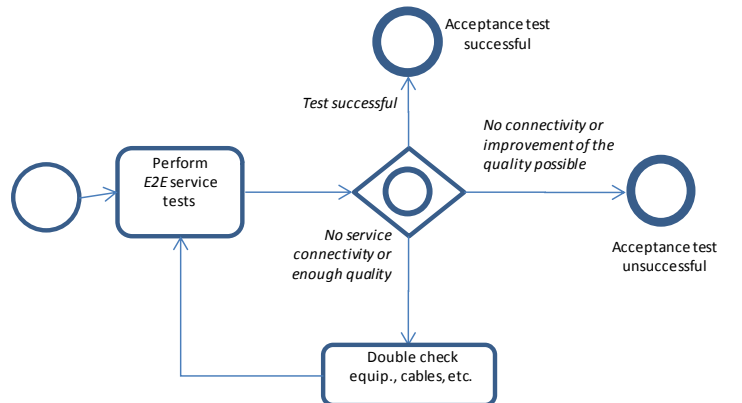 Acceptance test
successful
Test successful
No connectivity or
improvement of the
quality possible
Perform
E2E service
tests
No service
connectivity or
enough quality
Acceptance test
unsuccessful
Double check
equip., cables, etc.